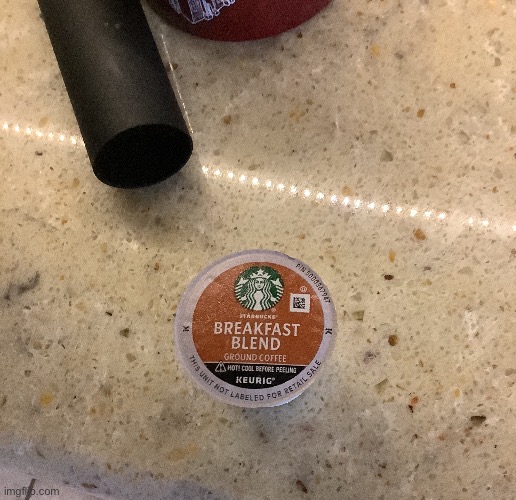 P/N 5000307987
STARBUCKS®
BREAKFAST
BLEND
GROUND COFFEE
HOT! COOL BEFORE PEELING
KEURIG®
THIS UNIT NOT LABELED FOR RETAIL SALE
K
K
imgflip.com